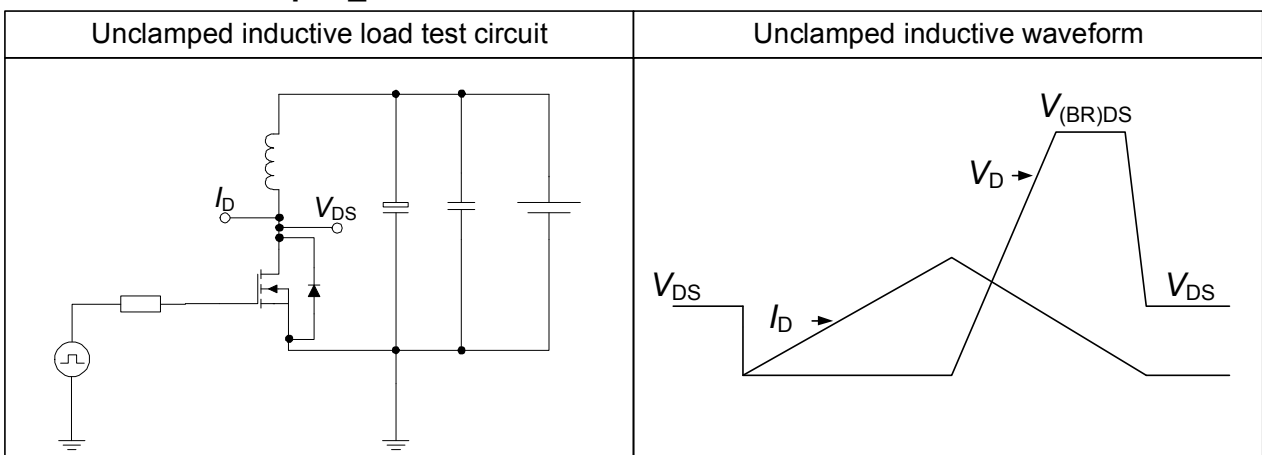 Unclamped inductive load test circuit
Unclamped inductive waveform
I_D
V_DS
V_(BR)DS
V_D
V_DS
I_D
V_DS